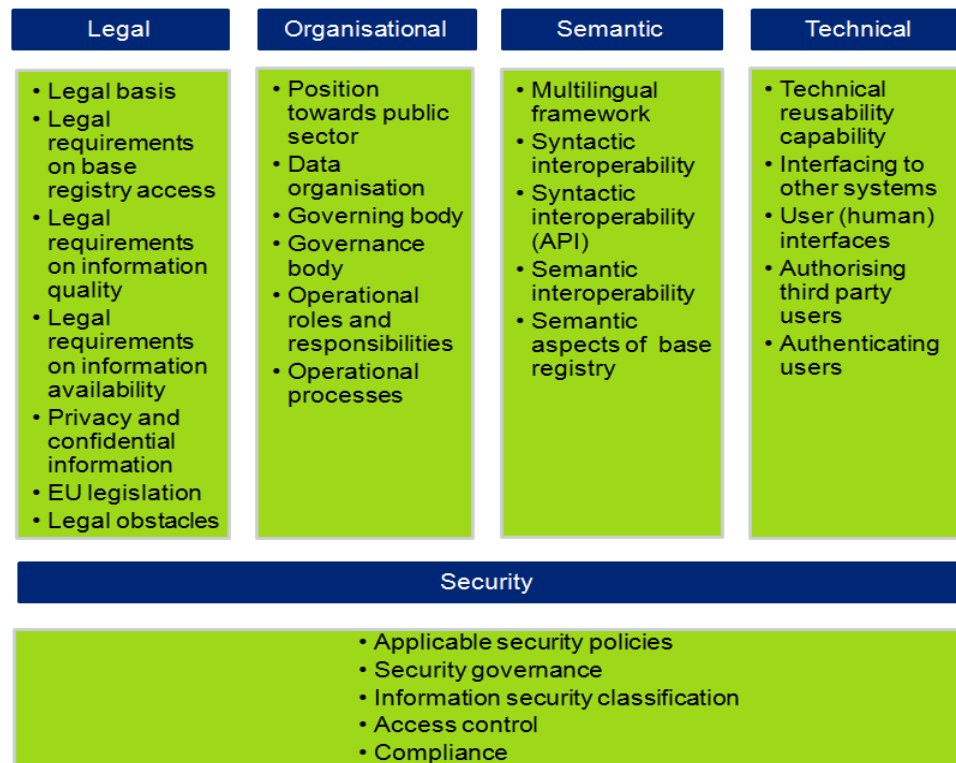 Legal
• Legal basis
• Legal
requirements
on base
registry access
• Legal
requirements
on information
quality
• Legal
requirements
on information
availability
• Privacy and
confidential
information
• EU legislation
• Legal obstacles
Organisational
• Position
towards public
sector
• Data
organisation
• Governing body
• Governance
body
• Operational
roles and
responsibilities
• Operational
processes
Semantic
• Multilingual
framework
• Syntactic
interoperability
• Syntactic
interoperability
(API)
• Semantic
interoperability
• Semantic
aspects of base
registry
Technical
• Technical
reusability
capability
• Interfacing to
other systems
• User (human)
interfaces
• Authorising
third party
users
• Authenticating
users
Security
• Applicable security policies
• Security governance
• Information security classification
• Access control
• Compliance